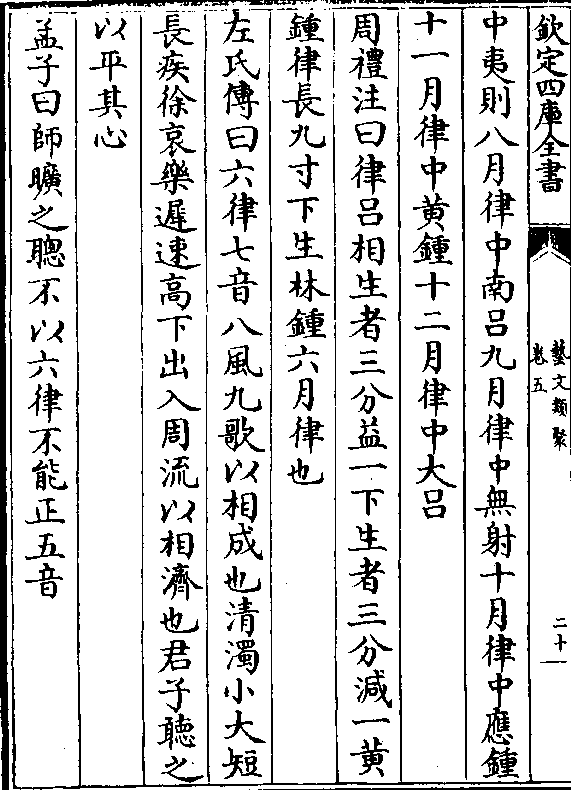 欽定四庫全書
藝文類聚
卷五
二十
中夷則八月律中南呂九月律中無射十月律中應鍾
十一月律中黃鍾十二月律中大呂
周禮注曰律呂相生者三分益一下生者三分減一黄
鍾律長九寸下生林鍾六月律也
左氏傳曰六律七音八風九歌以相成也清濁小大短
長疾徐哀樂遲速高下出入周流以相濟也君子聽之
以平其心
孟子曰師曠之聰不以六律不能正五音